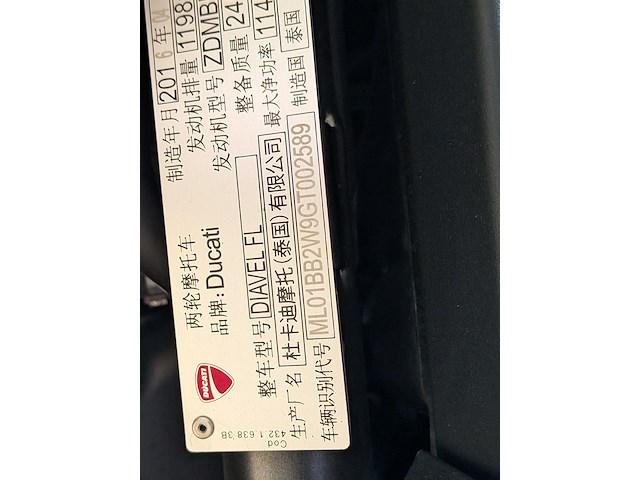 DUCATI
两轮摩托车
品牌: Ducati
制造年月 2016 年 04
发动机排量 1198
整车型号 DIAVEL FL
发动机型号 ZDMB
整备质量 24
最大净功率 114
生产厂名 杜卡迪摩托(泰国)有限公司
制造国 泰国
车辆识别代号 ML01BB2W9GT002589
Cod.
432.1.638.3B